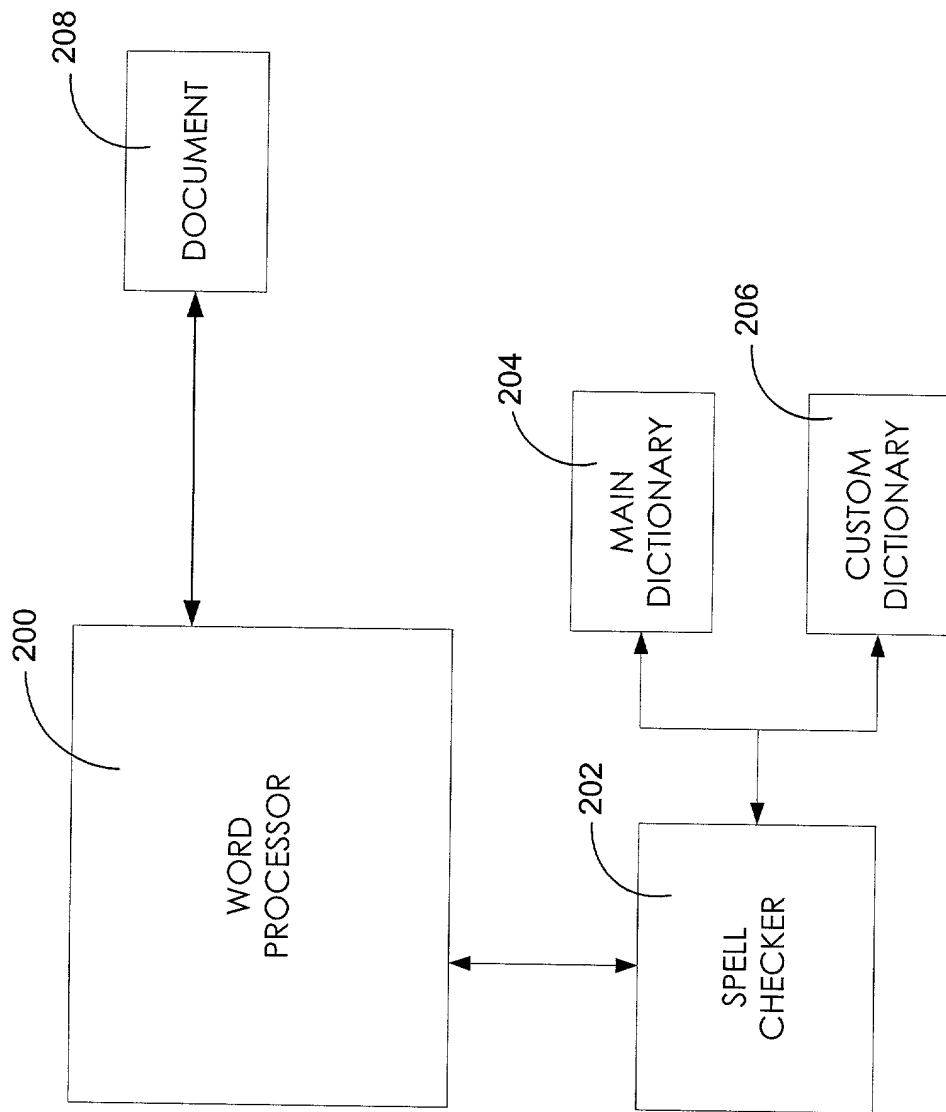 200
WORD
PROCESSOR
208
DOCUMENT
202
SPELL
CHECKER
204
MAIN
DICTIONARY
206
CUSTOM
DICTIONARY